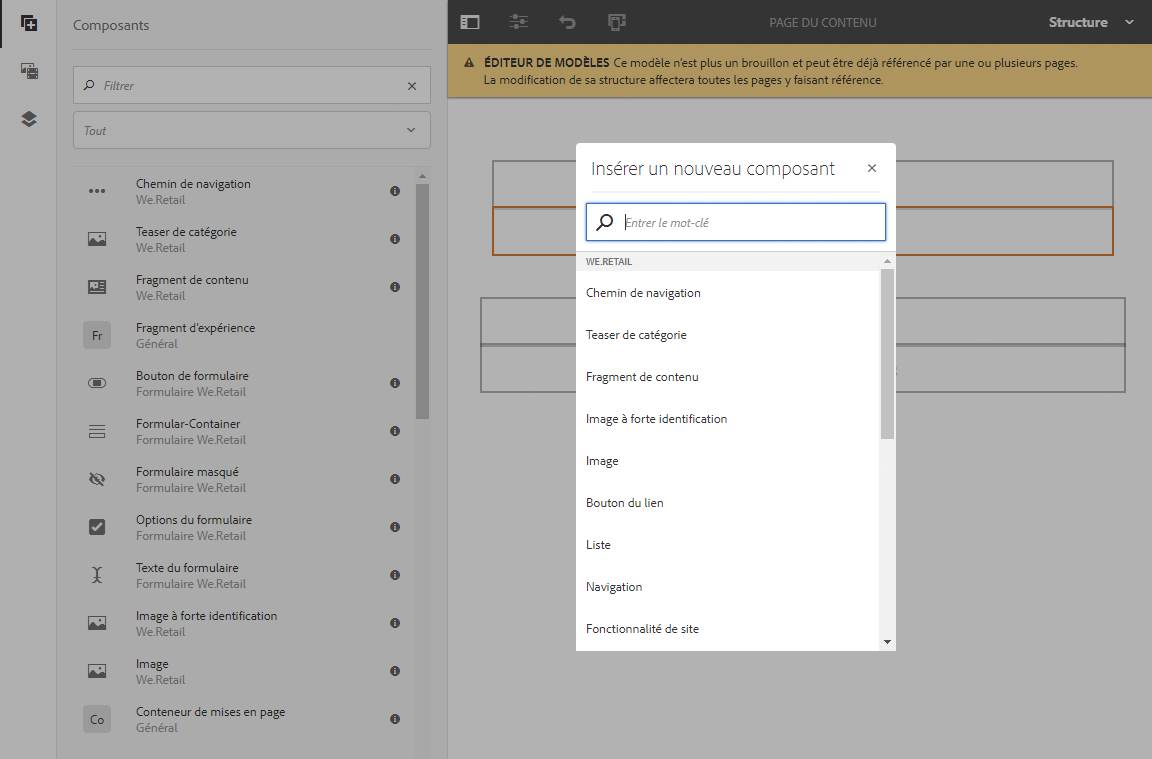 Composants
Filtrer
Tout
Chemin de navigation
We.Retail
Teaser de catégorie
We.Retail
Fragment de contenu
We.Retail
Fr
Fragment d'expérience
Général
Bouton de formulaire
Formulaire We.Retail
Formular-Container
Formulaire We.Retail
Formulaire masqué
Formulaire We.Retail
Options du formulaire
Formulaire We.Retail
Texte du formulaire
Formulaire We.Retail
Image à forte identification
We.Retail
Image
We.Retail
Co
Conteneur de mises en page
Général
PAGE DU CONTENU
Structure
ÉDITEUR DE MODÈLES Ce modèle n'est plus un brouillon et peut être déjà référencé par une ou plusieurs pages.
La modification de sa structure affectera toutes les pages y faisant référence.
Insérer un nouveau composant
Entrer le mot-clé
WE.RETAIL
Chemin de navigation
Teaser de catégorie
Fragment de contenu
Image à forte identification
Image
Bouton du lien
Liste
Navigation
Fonctionnalité de site